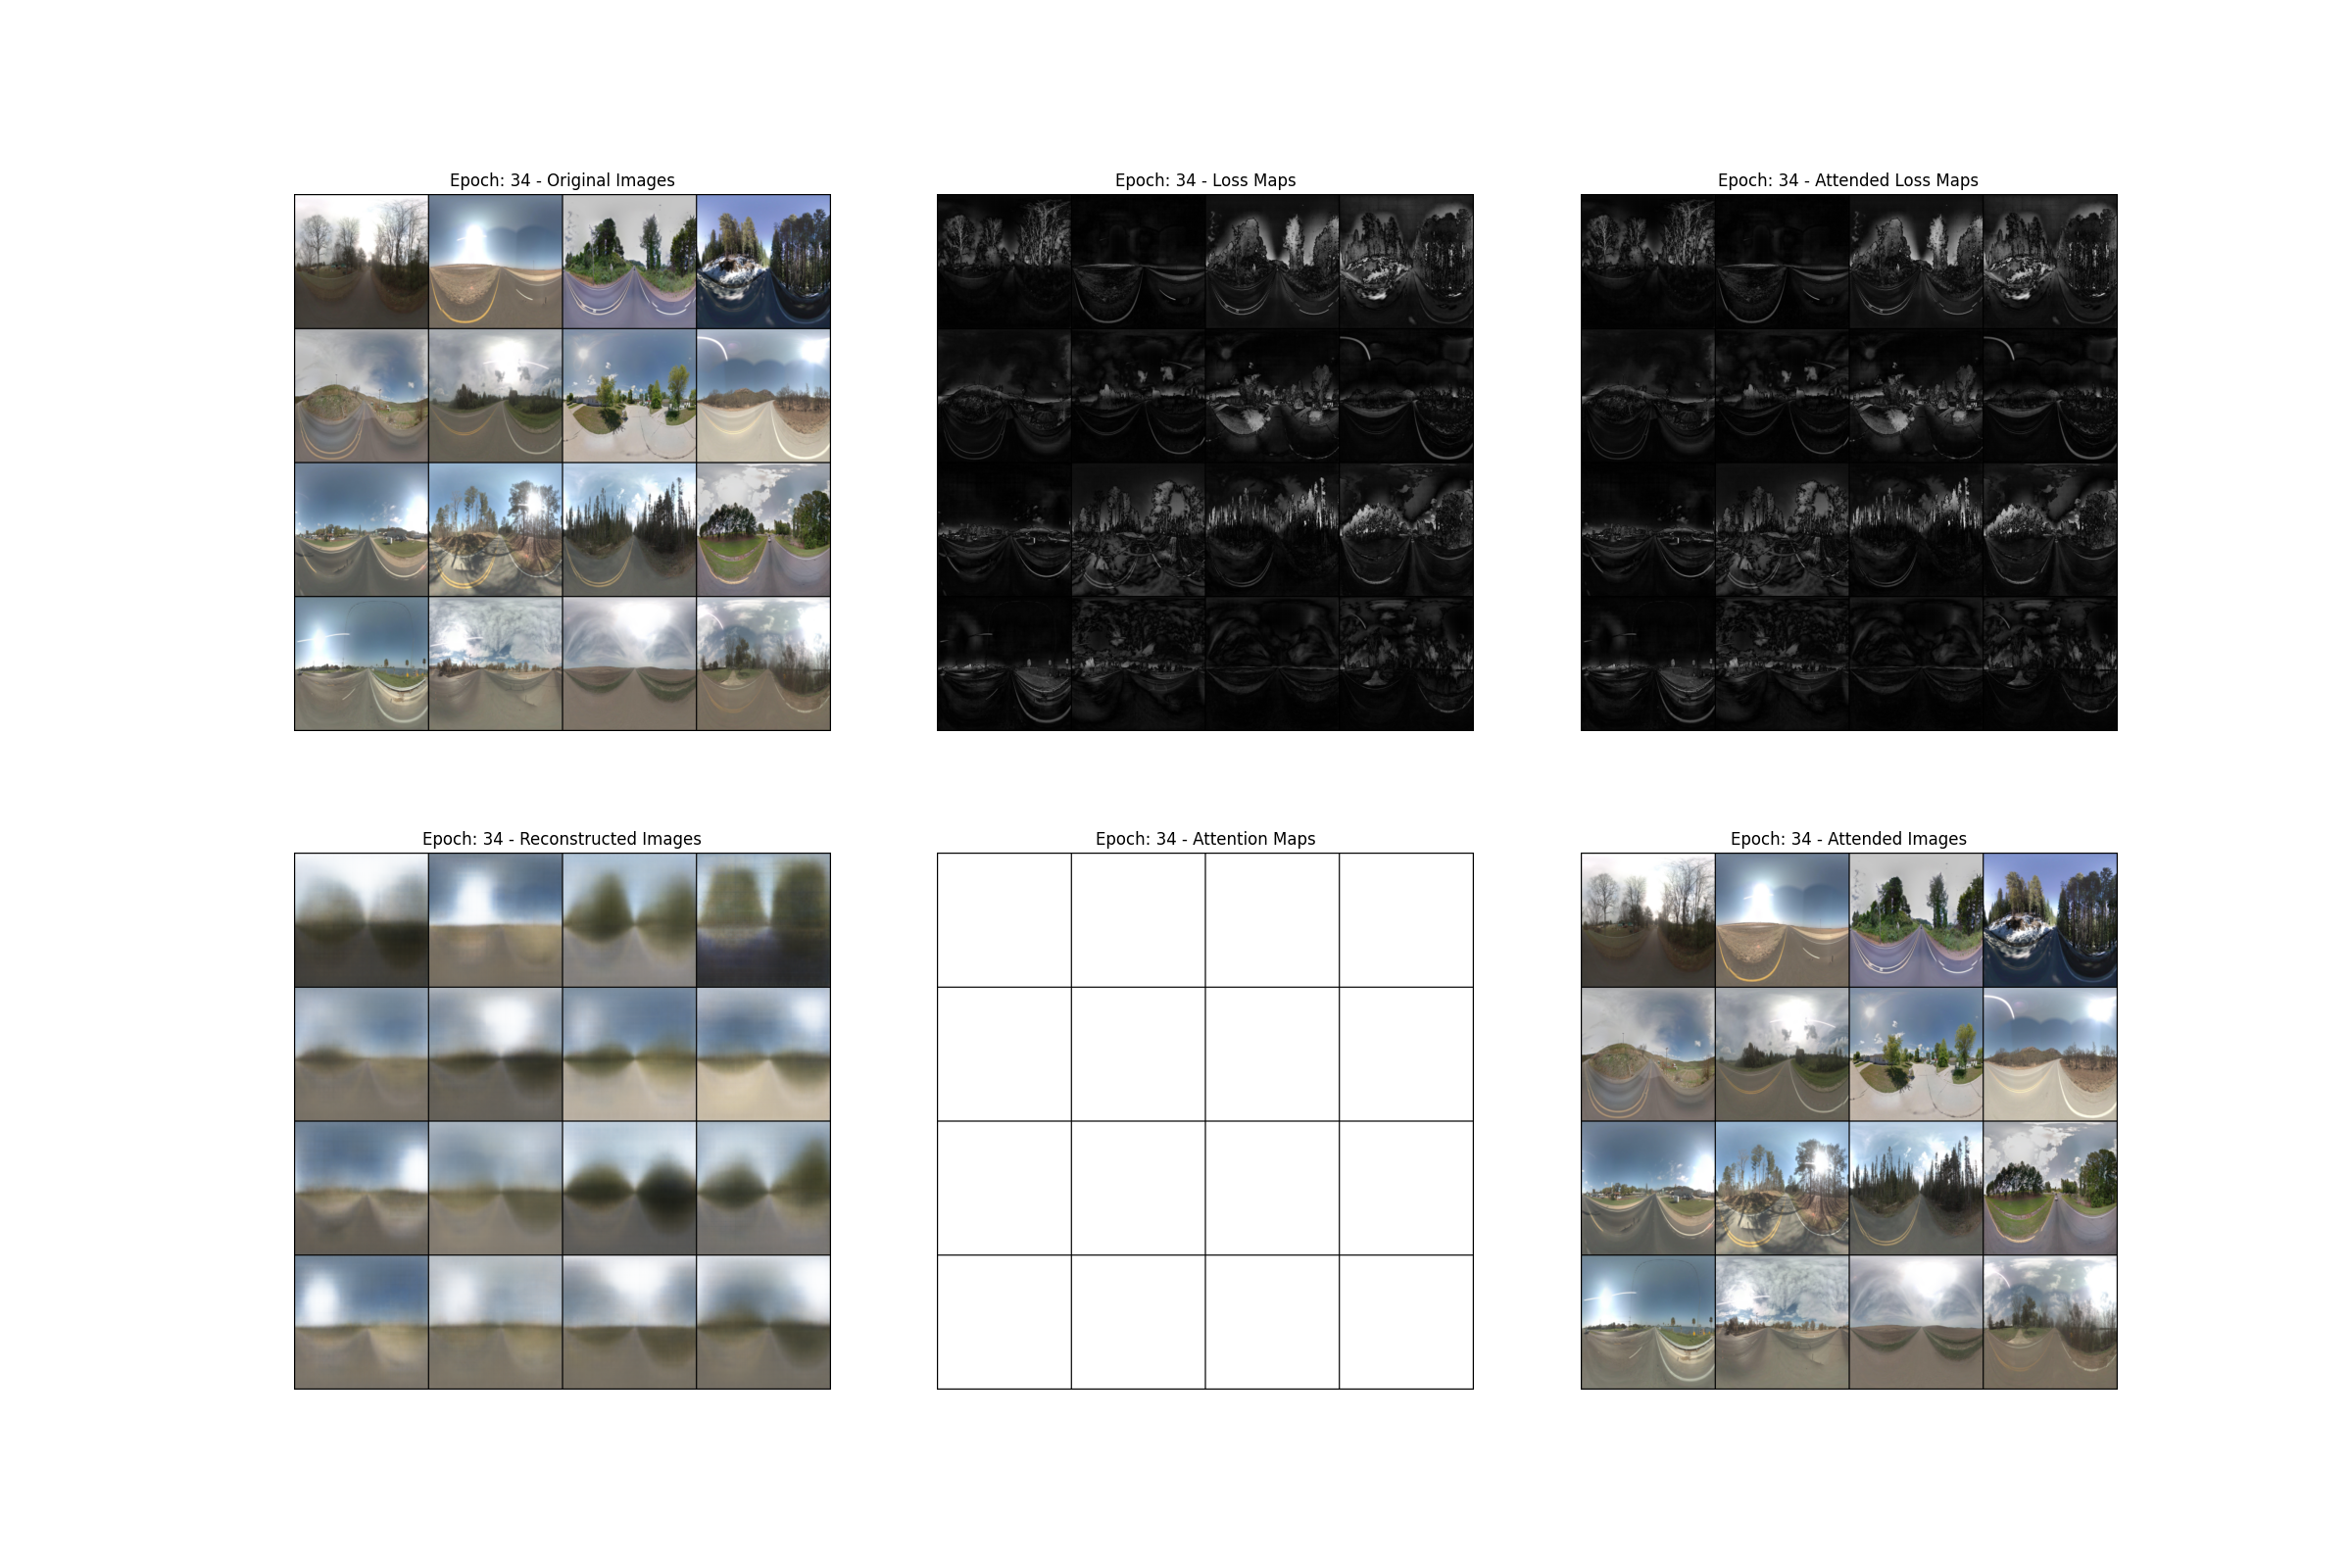 Epoch: 34 - Original Images
Epoch: 34 - Loss Maps
Epoch: 34 - Attended Loss Maps
Epoch: 34 - Reconstructed Images
Epoch: 34 - Attention Maps
Epoch: 34 - Attended Images